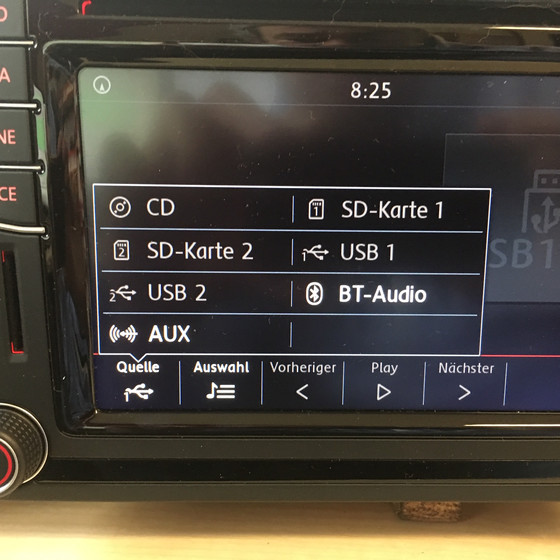 8:25
CD
SD-Karte 1
SD-Karte 2
USB 1
USB 2
BT-Audio
AUX
Quelle
Auswahl
Vorheriger
Play
Nächster